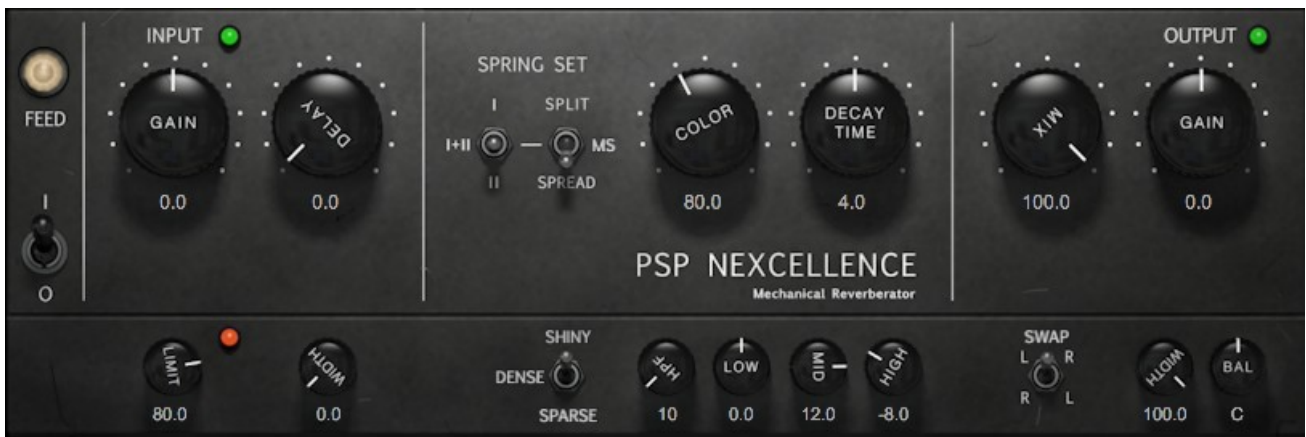 INPUT
OUTPUT
SPRING SET
FEED
GAIN
DELAY
I
SPLIT
I+II
MS
II
SPREAD
COLOR
DECAY
TIME
MIX
GAIN
0.0
0.0
80.0
4.0
100.0
0.0
I
O
PSP NEXCELLENCE
Mechanical Reverberator
LIMIT
WIDTH
SHINY
DENSE
SPARSE
HPF
LOW
MID
HIGH
SWAP
L R
R L
WIDTH
BAL
80.0
0.0
10
0.0
12.0
-8.0
100.0
C